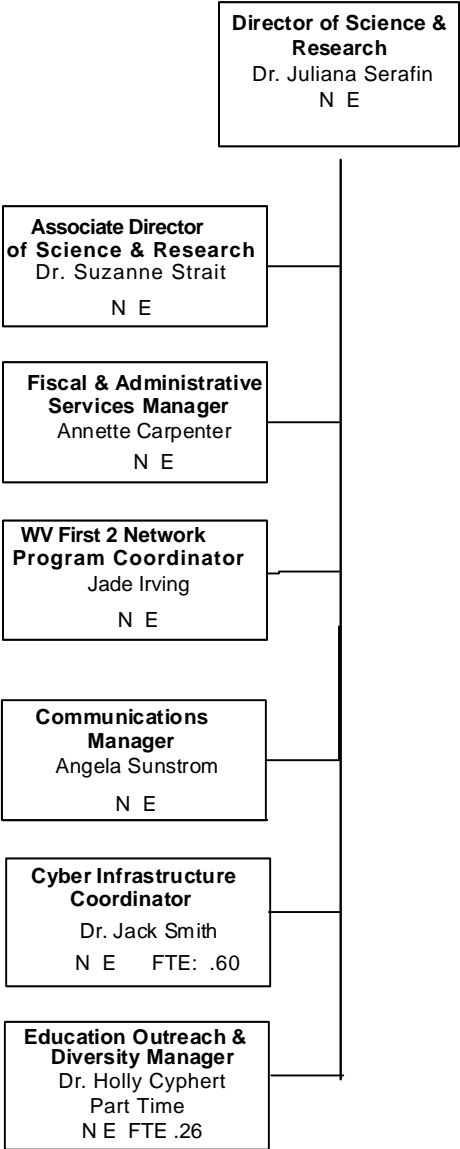 Director of Science &
Research
Dr. Juliana Serafin
N E
Associate Director
of Science & Research
Dr. Suzanne Strait
N E
Fiscal & Administrative
Services Manager
Annette Carpenter
N E
WV First 2 Network
Program Coordinator
Jade Irving
N E
Communications
Manager
Angela Sunstrom
N E
Cyber Infrastructure
Coordinator
Dr. Jack Smith
N E FTE: .60
Education Outreach &
Diversity Manager
Dr. Holly Cyphert
Part Time
N E FTE .26